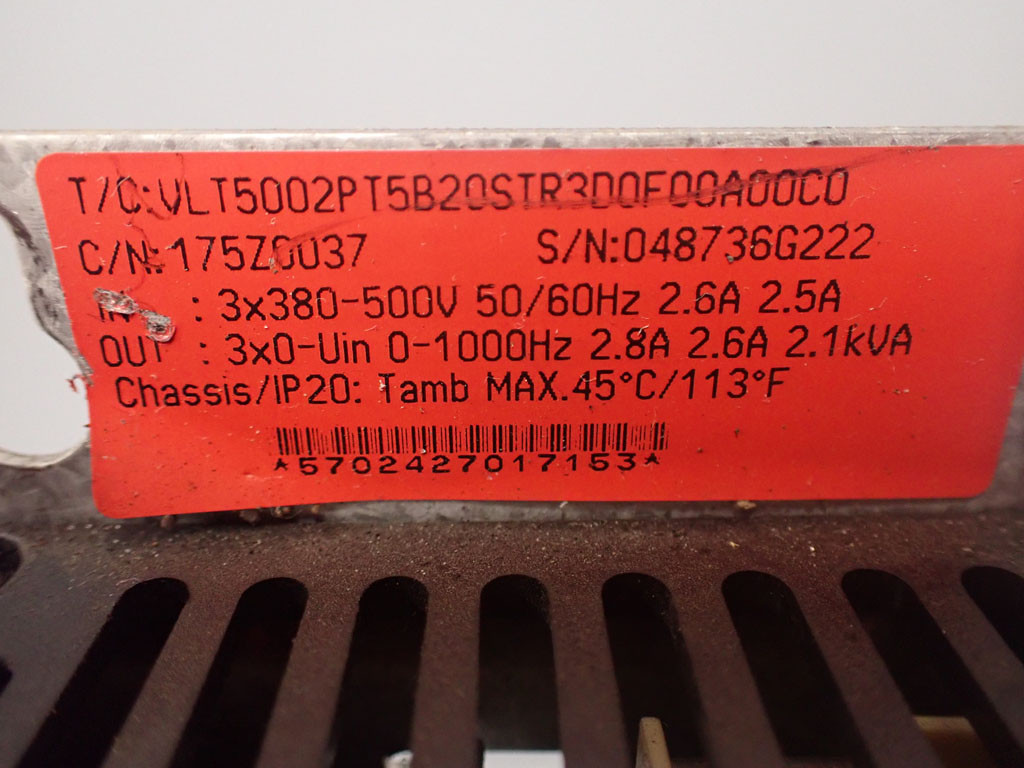 T/C:VLT5002PT5B20STR3D0F00A00C0
C/N:175Z0037 S/N:048736G222
IN : 3x380-500V 50/60Hz 2.6A 2.5A
OUT : 3x0-Uin 0-1000Hz 2.8A 2.6A 2.1kVA
Chassis/IP20: Tamb MAX.45°C/113°F
*5702427017153*